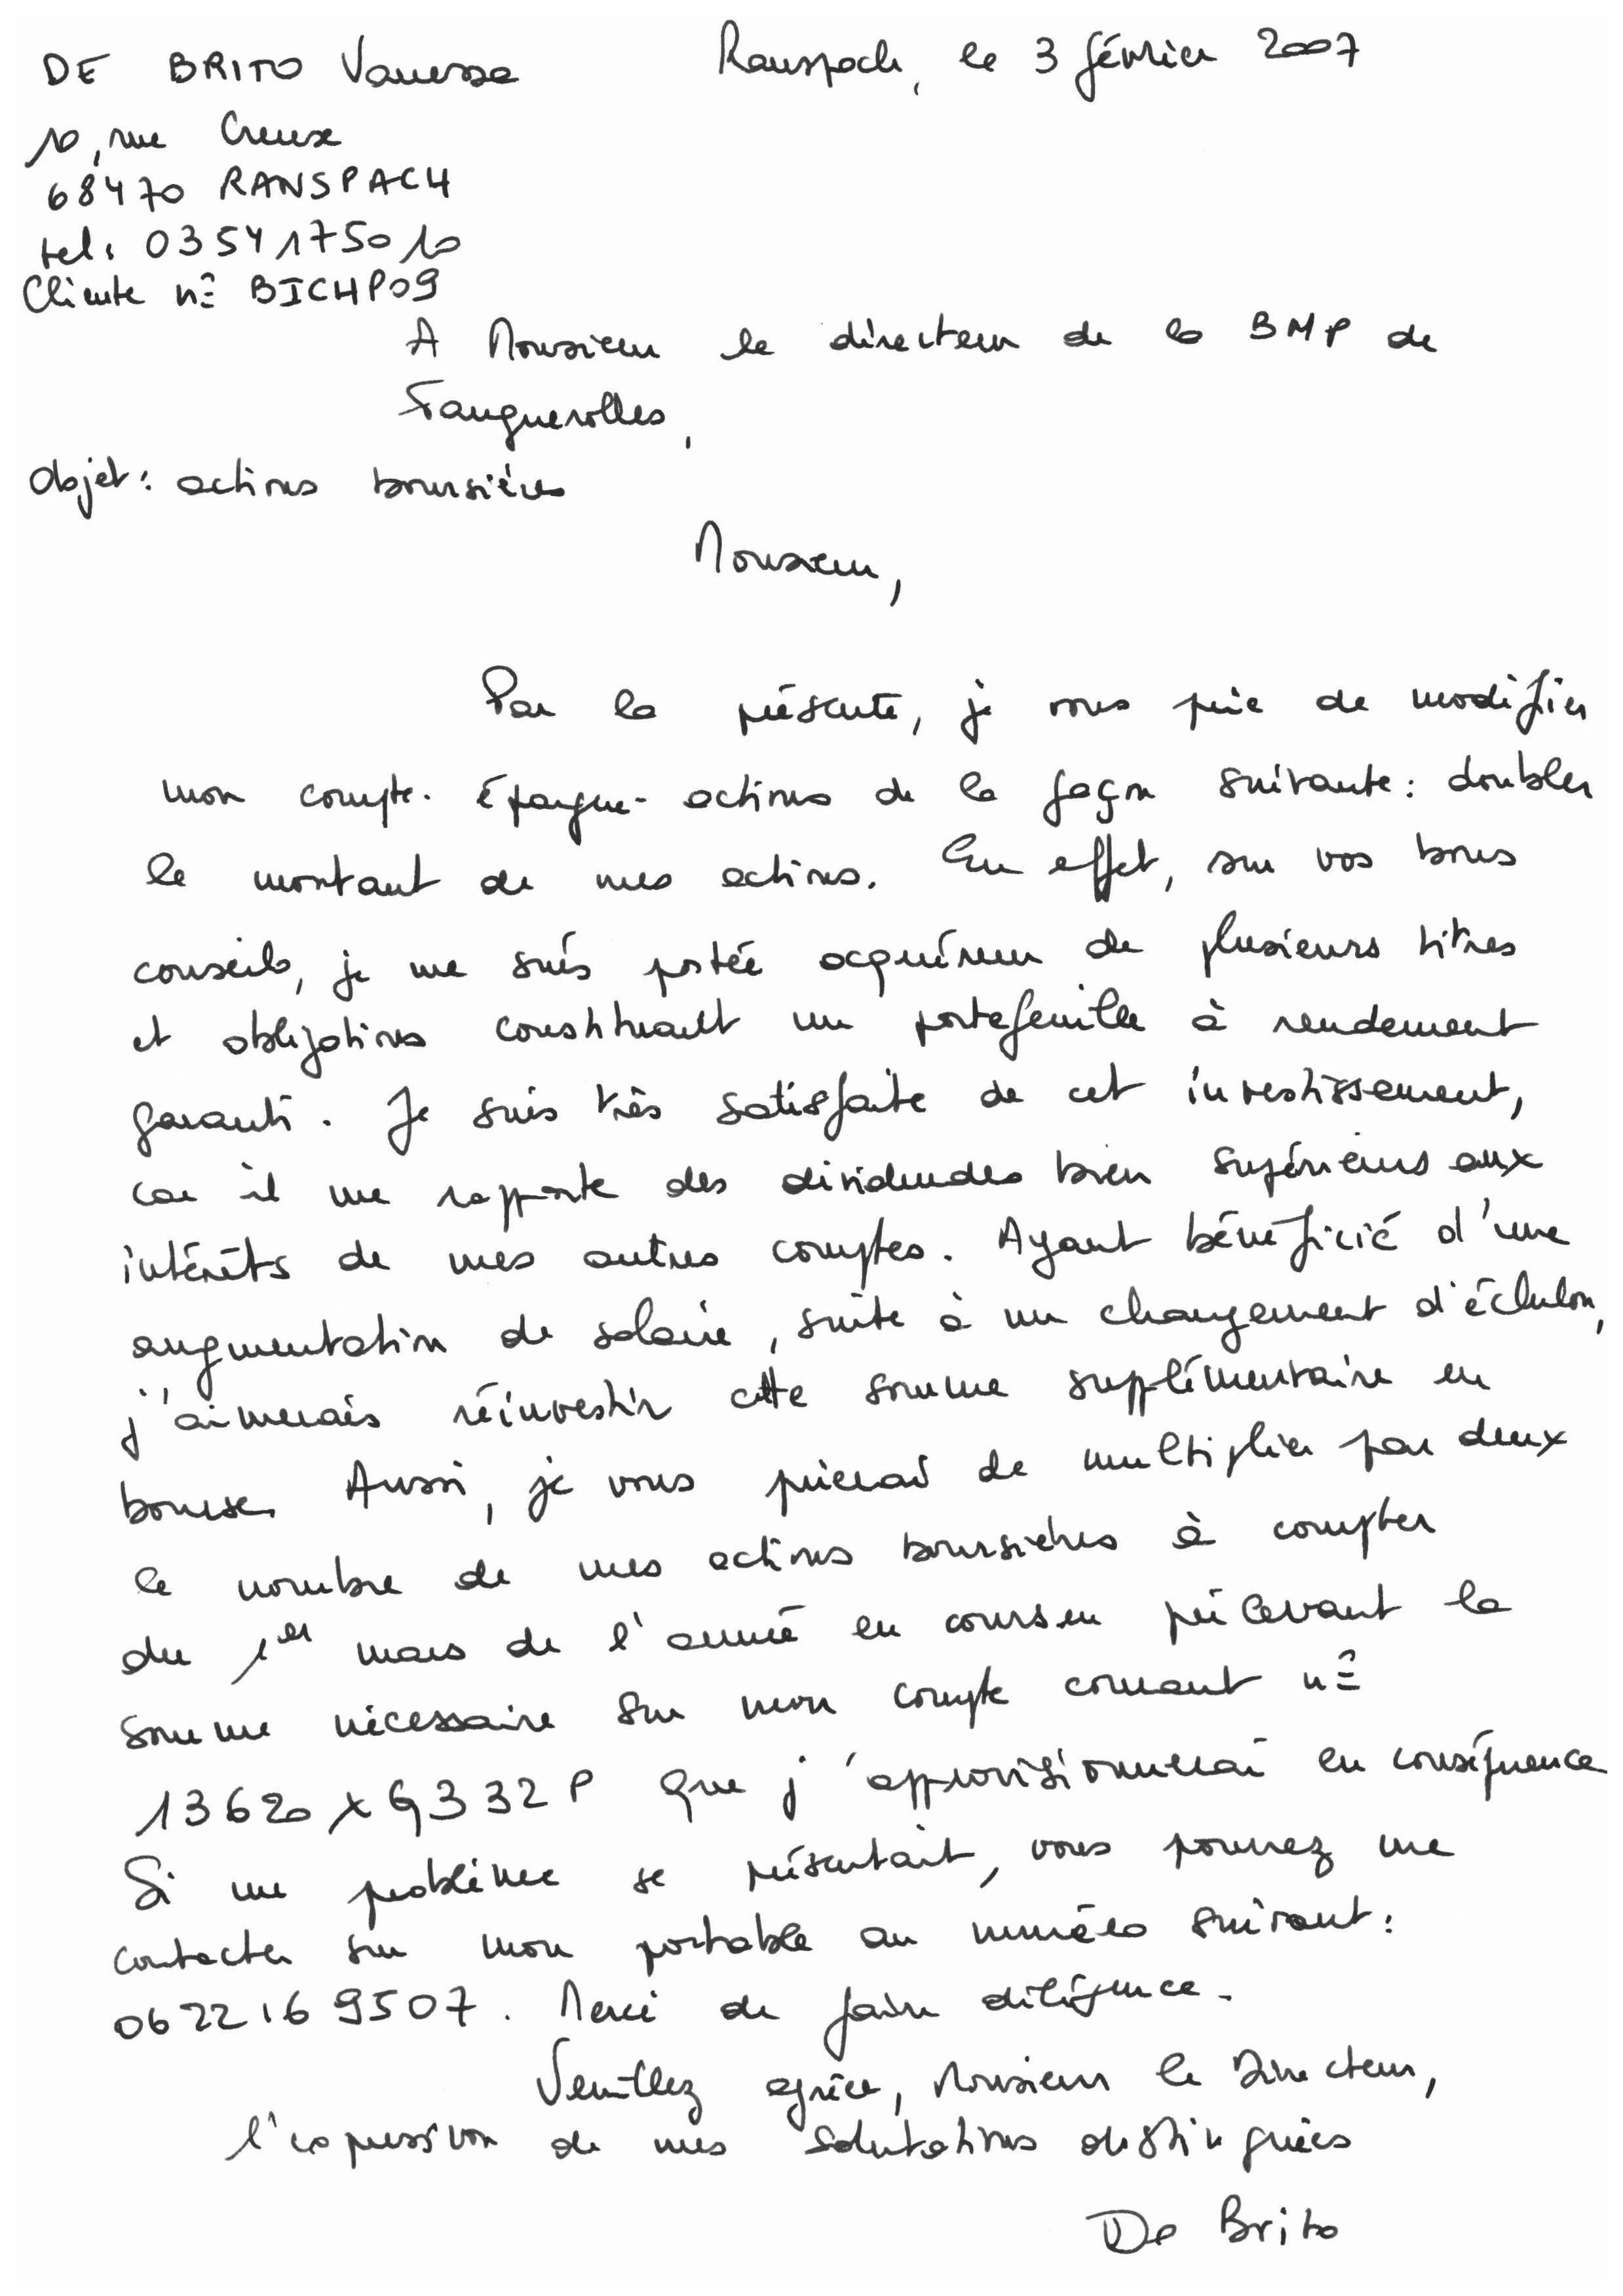 DE BRITO Vanessa
Ranspach, le 3 février 2007
10, rue Creuse
68470 RANSPACH
tel: 0354175010
Cliente n° BICHP09
A Monsieur le directeur de la BMP de
Fauguerolles,
Objet: actions boursières
Monsieur,
Par la présente, je vous prie de modifier
mon compte-épargne-actions de la façon suivante: doubler
le montant de mes actions. En effet, sur vos bons
conseils, je me suis portée acquéreur de plusieurs titres
et obligations constituant un portefeuille à rendement
garanti. Je suis très satisfaite de cet investissement,
car il me rapporte des dividendes bien supérieurs aux
intérêts de mes autres comptes. Ayant bénéficié d'une
augmentation de salaire, suite à un changement d'échelon,
j'aimerais réinvestir cette somme supplémentaire en
bourse. Aussi, je vous prierai de multiplier par deux
le nombre de mes actions boursières à compter
du 1er mars de l'année en cours en prélevant la
somme nécessaire sur mon compte courant n°
13620XG332P que j'approvisionnerai en conséquence
Si un problème se présentait, vous pourrez me
contacter sur mon portable au numéro suivant:
0622169507. Merci de faire diligence.
Veuillez agréer, Monsieur le Directeur,
l'expression de mes salutations distinguées
De Brito